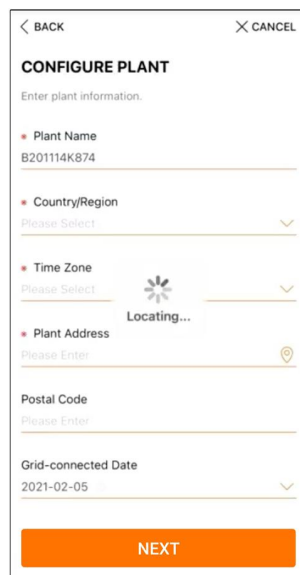 BACK
CANCEL
CONFIGURE PLANT
Enter plant information.
Plant Name
B201114K874
Country/Region
Please Select
Time Zone
Please Select
Locating...
Plant Address
Please Enter
Postal Code
Please Enter
Grid-connected Date
2021-02-05
NEXT